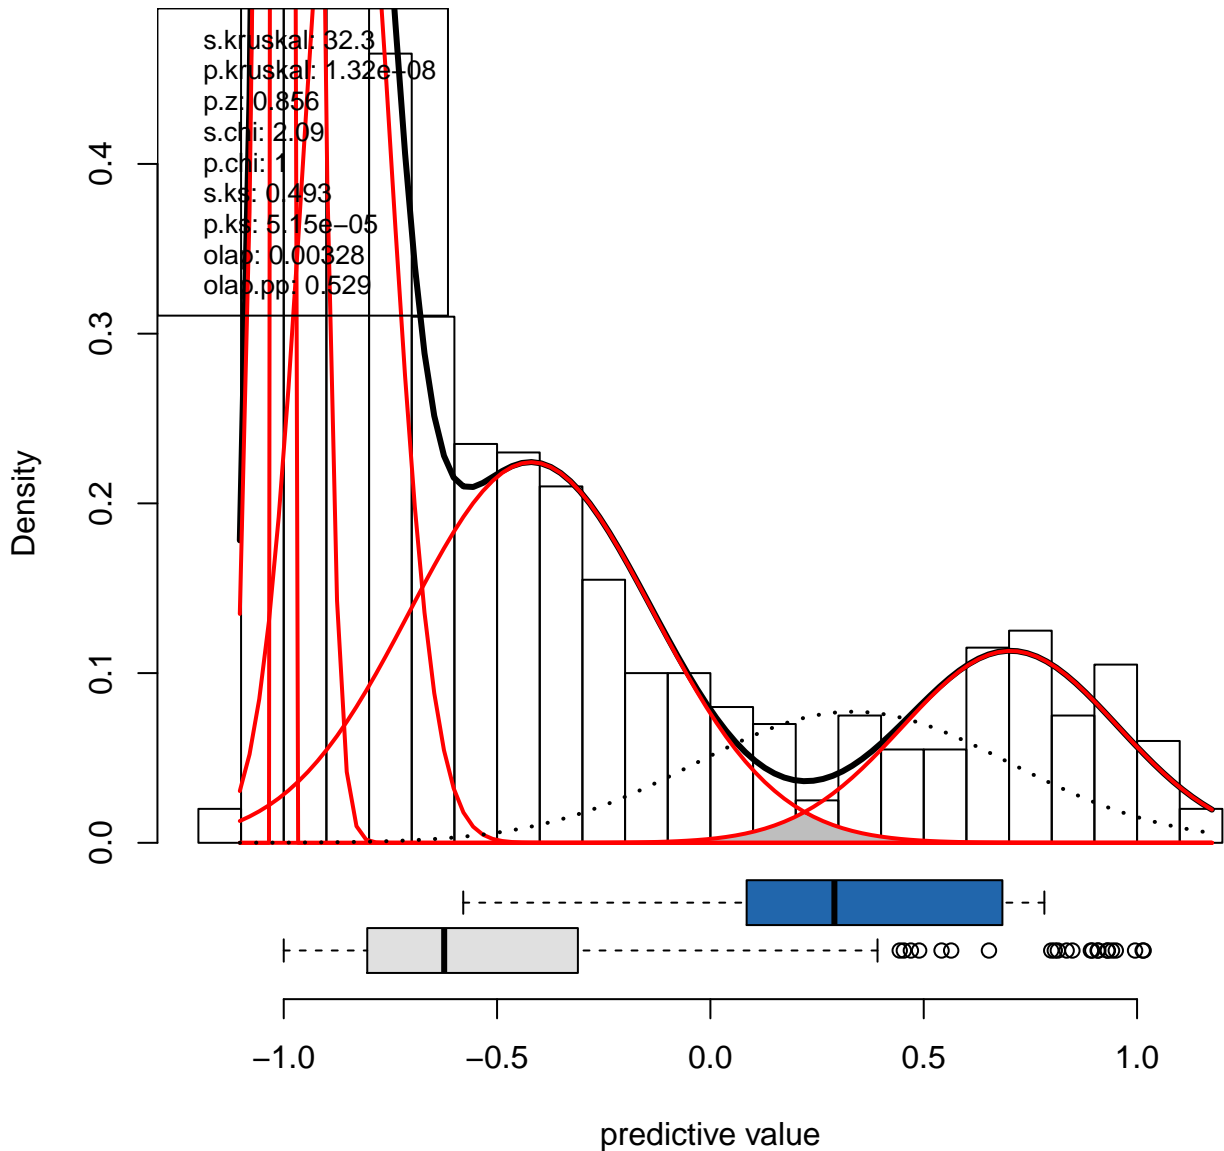 s.kruskal: 32.3
p.kruskal: 1.32e−08
p.z: 0.856
s.chi: 2.09
p.chi: 1
s.ks: 0.493
p.ks: 5.15e−05
olap: 0.00328
olap.pp: 0.529
Density
0.4
0.3
0.2
0.1
0.0
−1.0 −0.5 0.0 0.5 1.0
predictive value